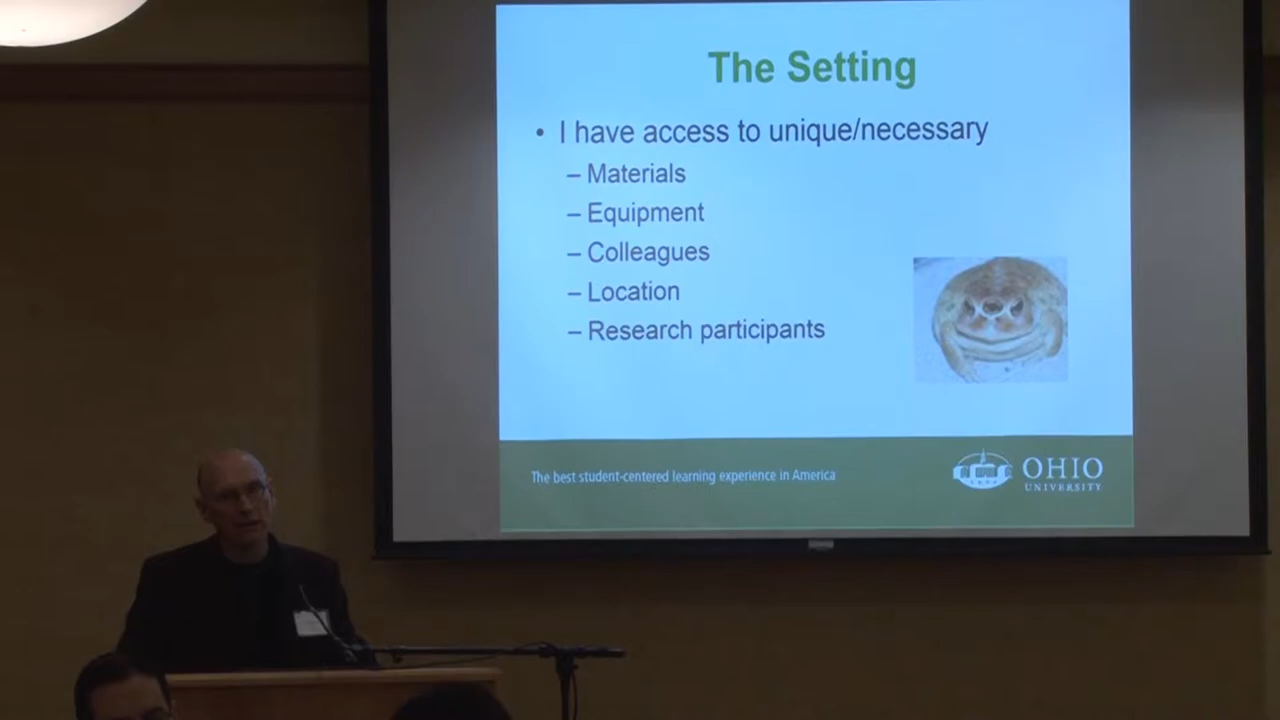 The Setting
• I have access to unique/necessary
– Materials
– Equipment
– Colleagues
– Location
– Research participants
The best student-centered learning experience in America
OHIO
UNIVERSITY